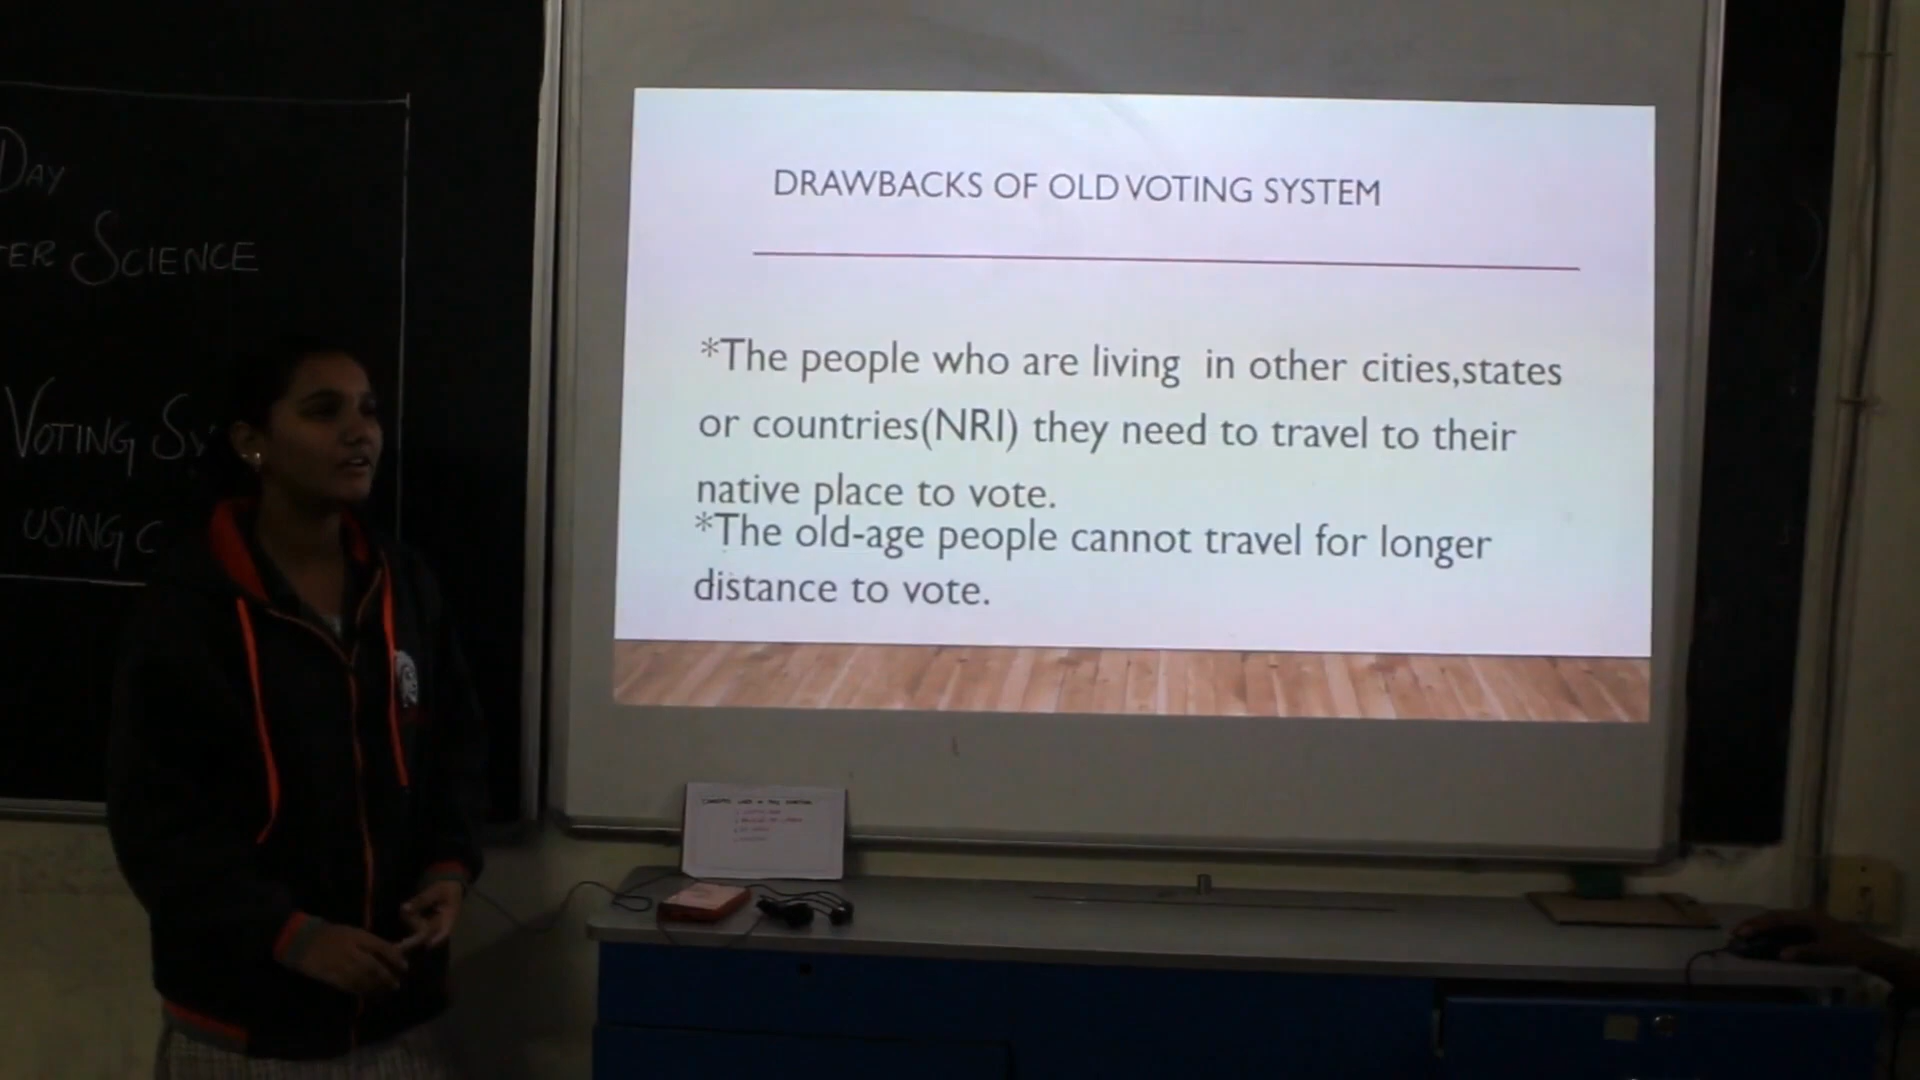 DAY
TER SCIENCE
VOTING SY
USING C
DRAWBACKS OF OLD VOTING SYSTEM
*The people who are living in other cities,states
or countries(NRI) they need to travel to their
native place to vote.
*The old-age people cannot travel for longer
distance to vote.